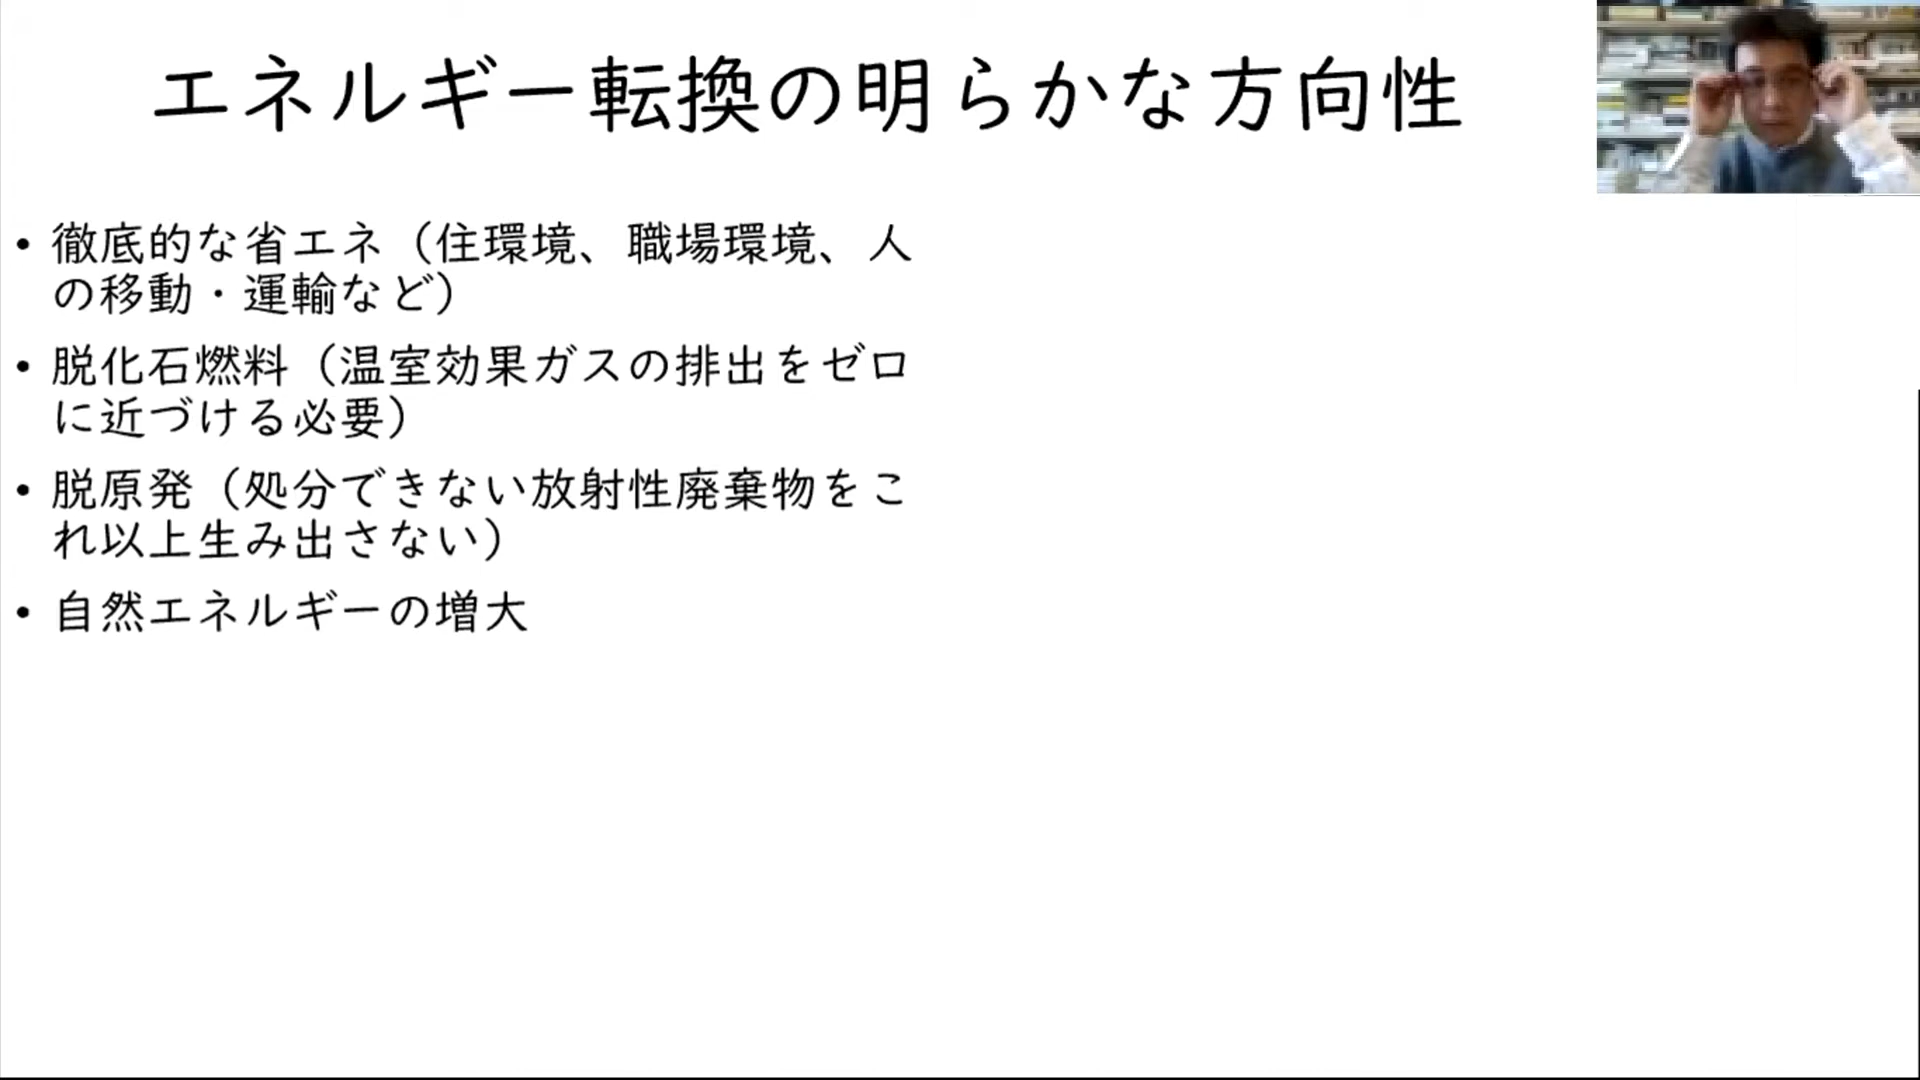 エネルギー転換の明らかな方向性
• 徹底的な省エネ（住環境、職場環境、人
の移動・運輸など）
• 脱化石燃料（温室効果ガスの排出をゼロ
に近づける必要）
• 脱原発（処分できない放射性廃棄物をこ
れ以上生み出さない）
• 自然エネルギーの増大